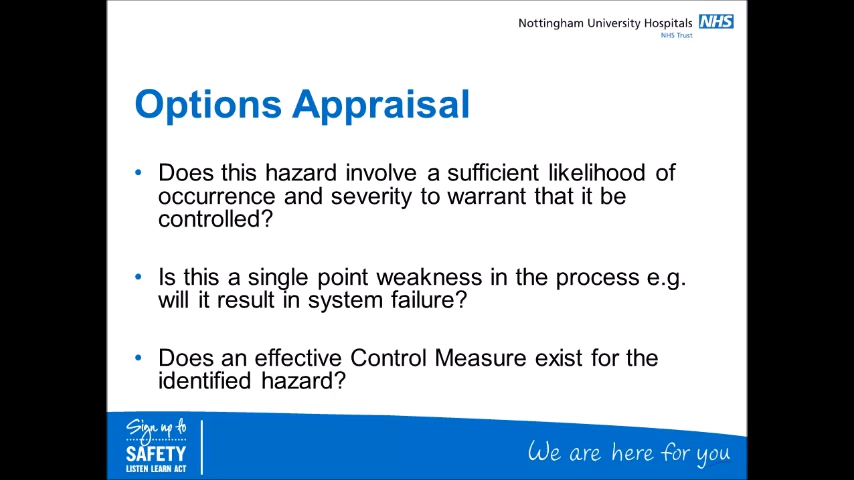 Nottingham University Hospitals NHS
NHS Trust
Options Appraisal
• Does this hazard involve a sufficient likelihood of
occurrence and severity to warrant that it be
controlled?
• Is this a single point weakness in the process e.g.
will it result in system failure?
• Does an effective Control Measure exist for the
identified hazard?
Sign up to
SAFETY
LISTEN LEARN ACT
We are here for you